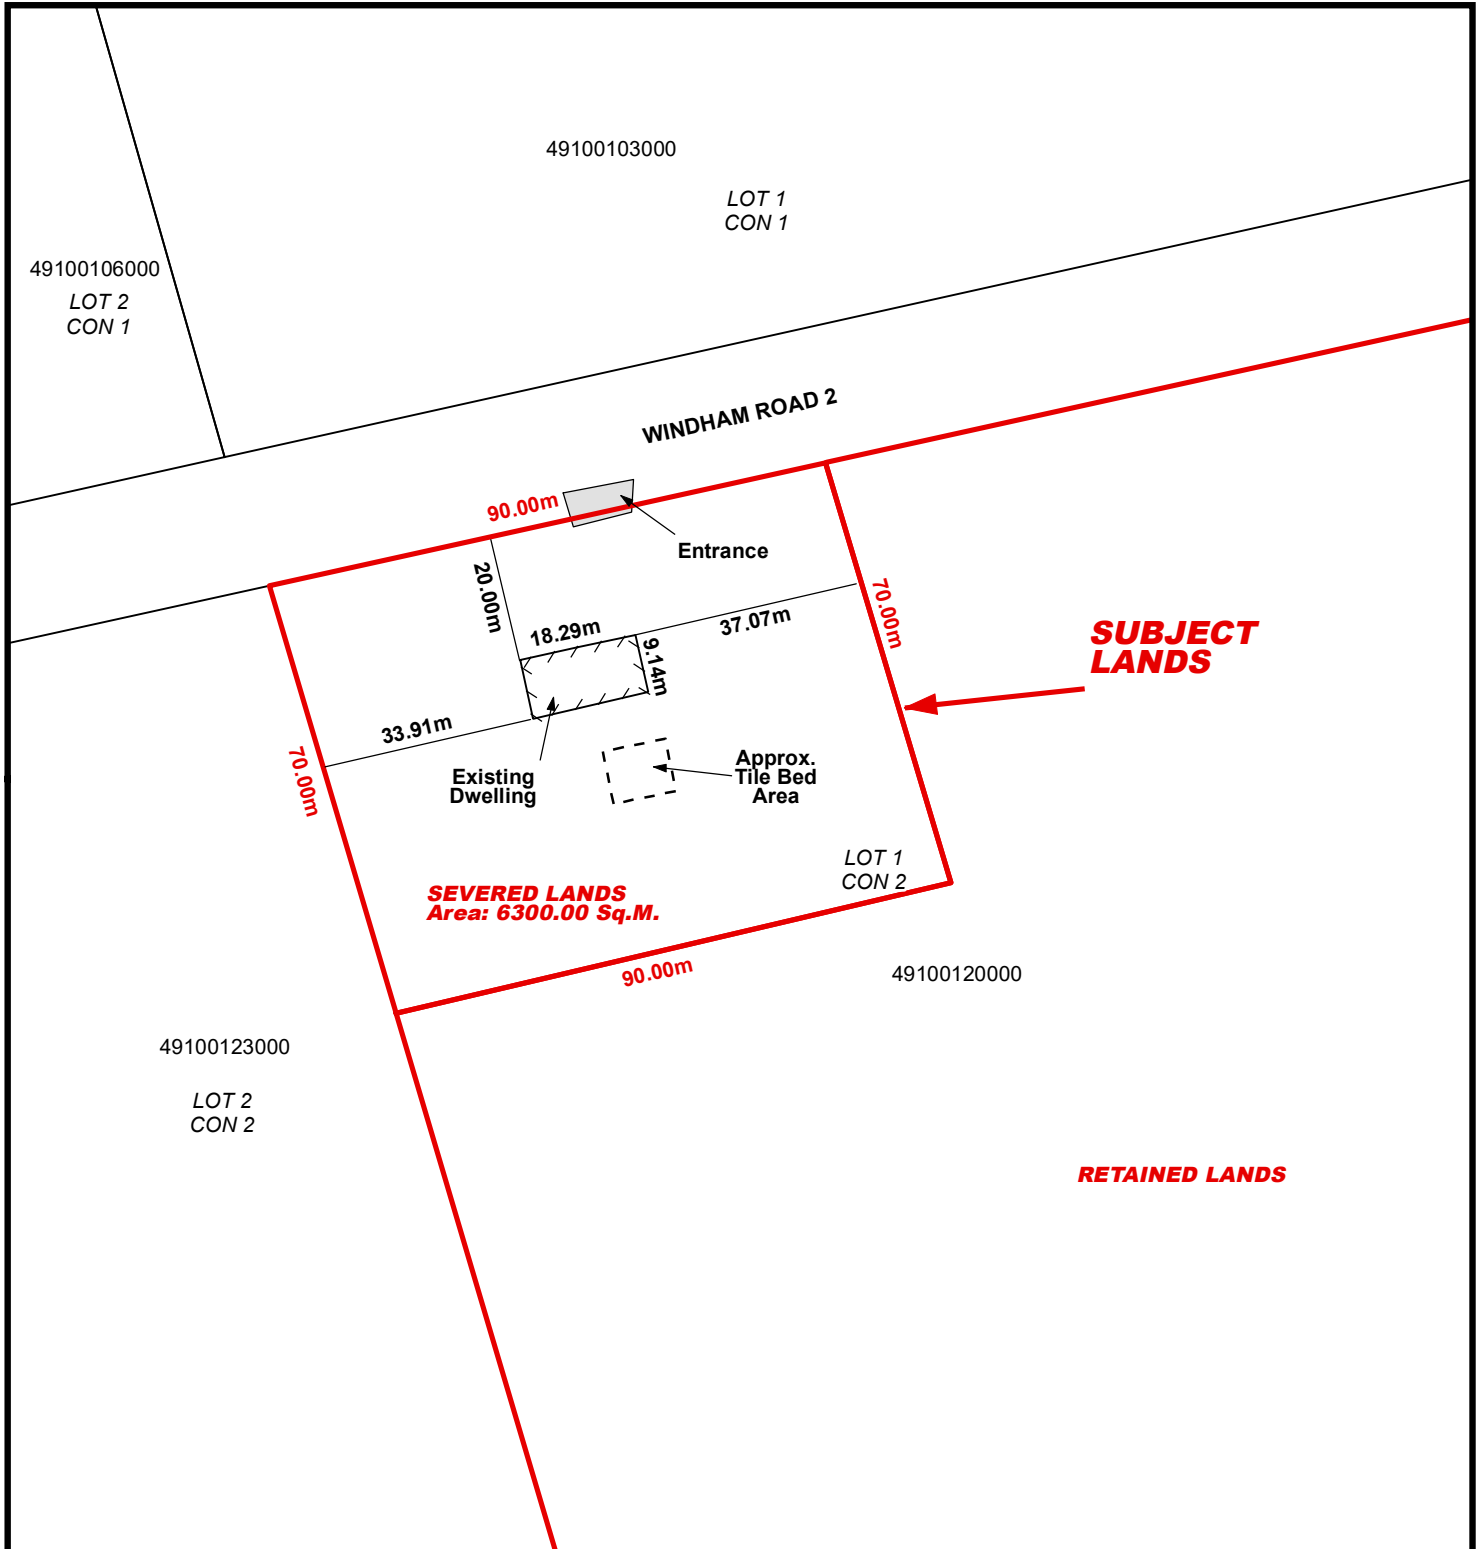 49100103000
LOT 1
CON 1
49100106000
LOT 2
CON 1
WINDHAM ROAD 2
90.00m
Entrance
20.00m
18.29m
37.07m
9.14m
70.00m
SUBJECT
LANDS
33.91m
70.00m
Existing
Dwelling
Approx.
Tile Bed
Area
LOT 1
CON 2
SEVERED LANDS
Area: 6300.00 Sq.M.
90.00m
49100120000
49100123000
LOT 2
CON 2
RETAINED LANDS